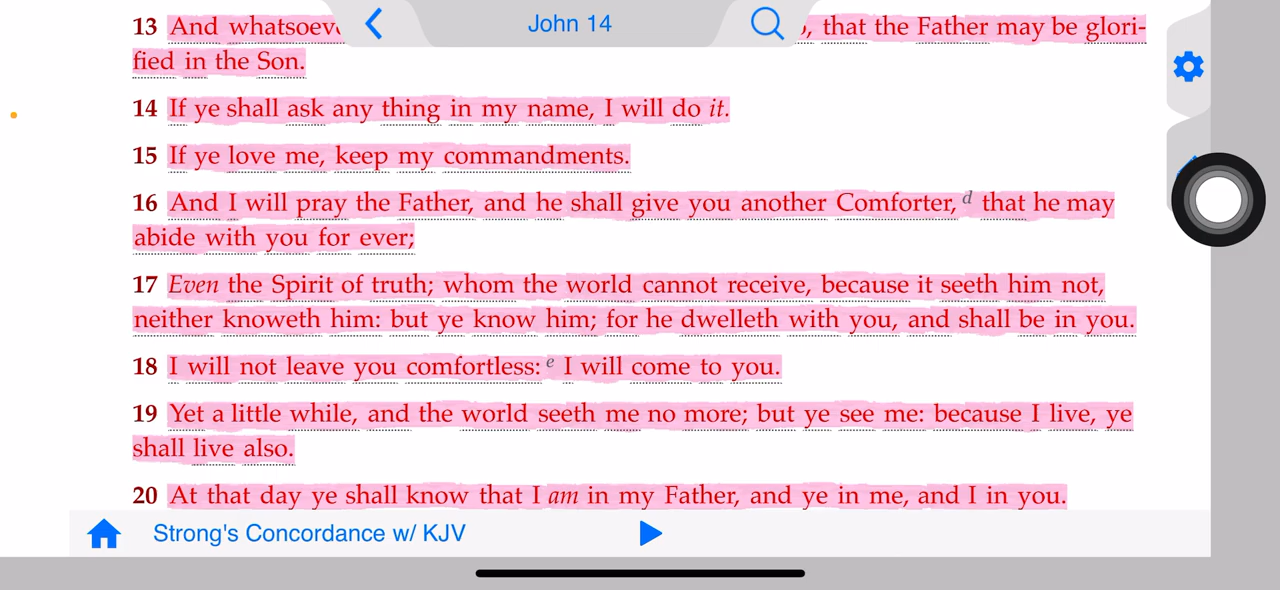 John 14
13 And whatsoev , that the Father may be glori-
fied in the Son.
14 If ye shall ask any thing in my name, I will do it.
15 If ye love me, keep my commandments.
16 And I will pray the Father, and he shall give you another Comforter, d that he may
abide with you for ever;
17 Even the Spirit of truth; whom the world cannot receive, because it seeth him not,
neither knoweth him: but ye know him; for he dwelleth with you, and shall be in you.
18 I will not leave you comfortless: e I will come to you.
19 Yet a little while, and the world seeth me no more; but ye see me: because I live, ye
shall live also.
20 At that day ye shall know that I am in my Father, and ye in me, and I in you.
Strong's Concordance w/ KJV